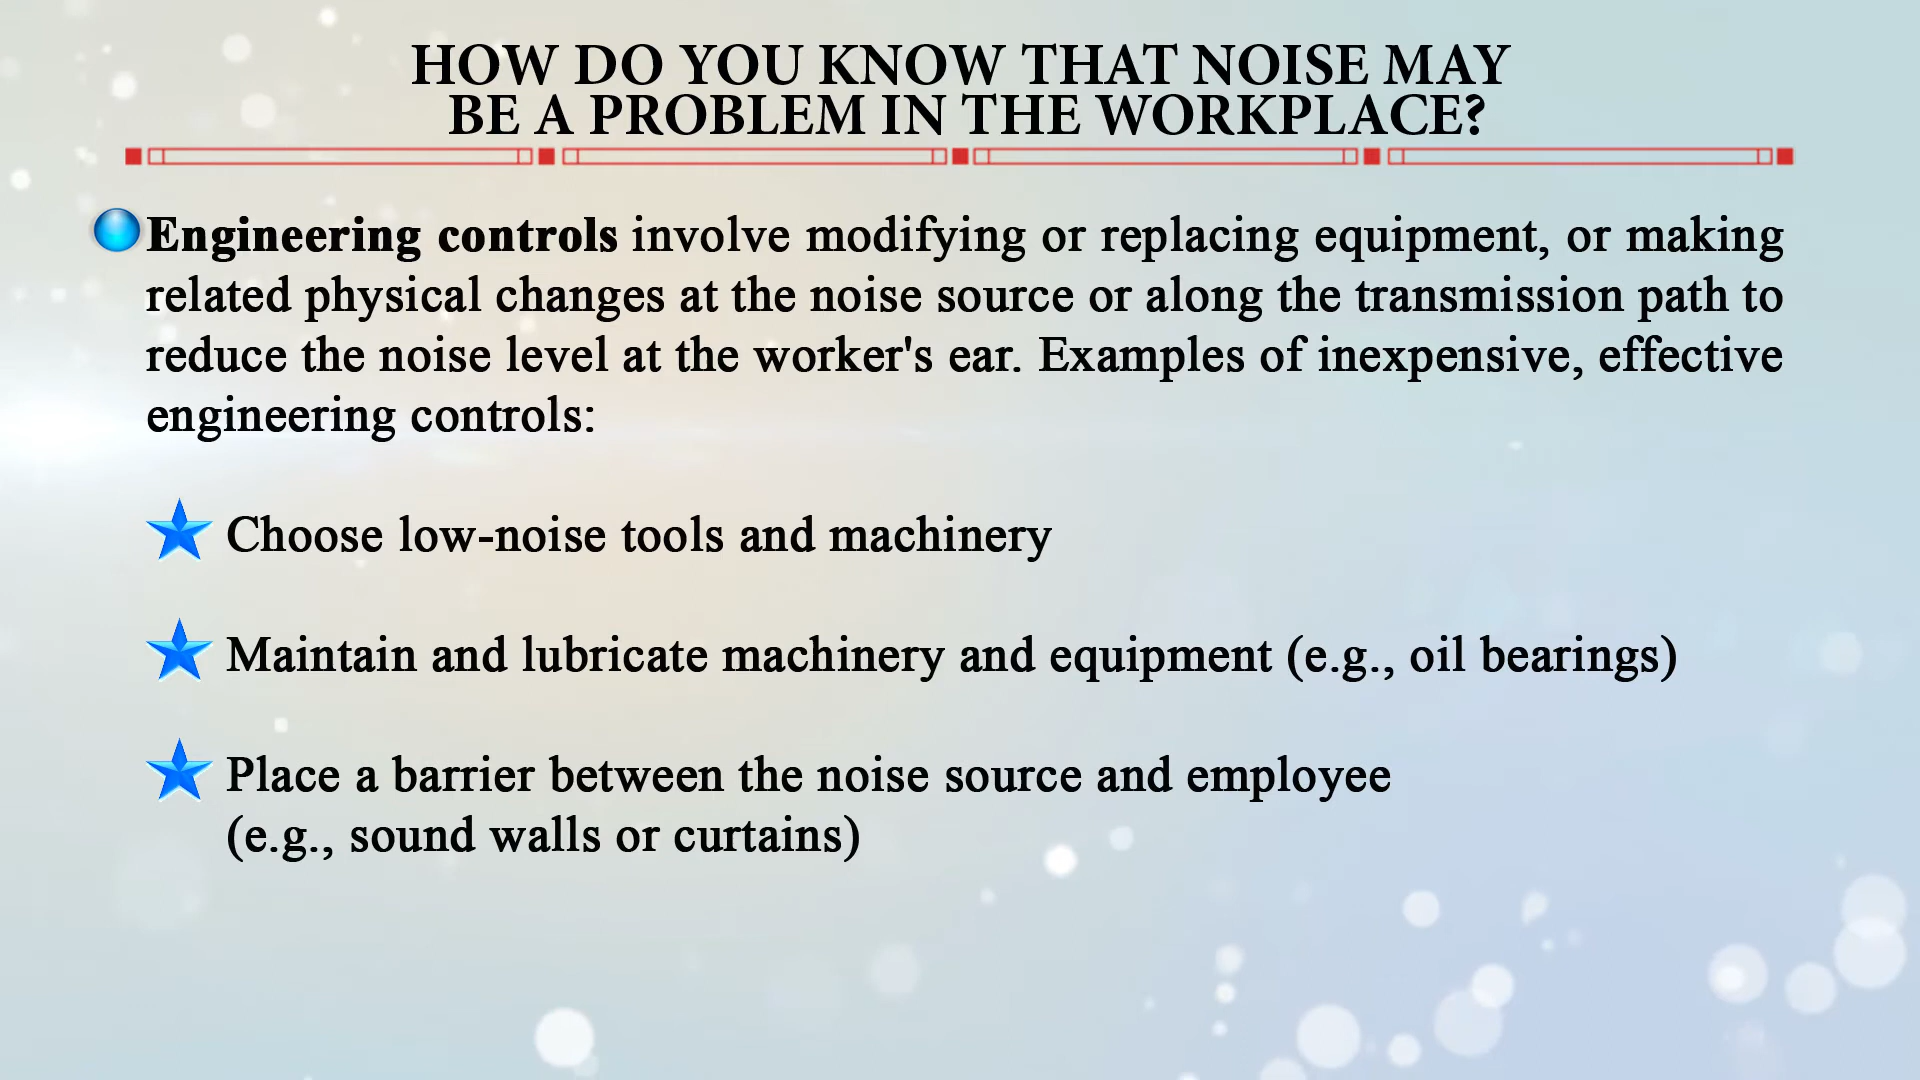 HOW DO YOU KNOW THAT NOISE MAY
BE A PROBLEM IN THE WORKPLACE?
Engineering controls involve modifying or replacing equipment, or making
related physical changes at the noise source or along the transmission path to
reduce the noise level at the worker's ear. Examples of inexpensive, effective
engineering controls:
Choose low-noise tools and machinery
Maintain and lubricate machinery and equipment (e.g., oil bearings)
Place a barrier between the noise source and employee
(e.g., sound walls or curtains)